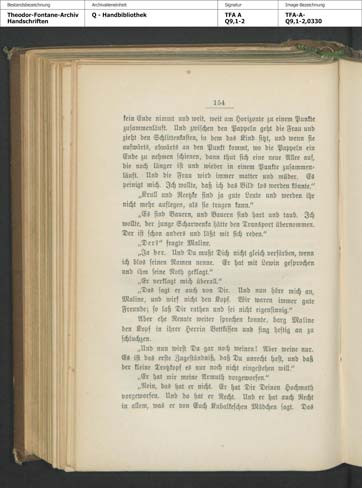 Bestandsbezeichnung
Theodor-Fontane-Archiv
Handschriften
Archivalieneinheit
Q - Handbibliothek
Signatur
TFA A
Q9,1-2
Image-Bezeichnung
TFA-A-
Q9,1-2,0330
154
kein Ende nimmt und weit, weit am Horizonte zu einem Punkte
zusammenläuft. Und zwischen den Pappeln geht die Frau und
zieht den Schlittenkasten, in dem das Kind sitzt, und wenn sie
aufwärts, abwärts an den Punkt kommt, wo die Pappeln ein
Ende zu nehmen schienen, dann that sich eine neue Allee auf,
die noch länger ist und wieder in einem Punkte zusammen-
läuft. Und die Frau wird immer matter und müder. Es
peinigt mich. Ich wollte, daß ich das Bild los werden könnte."
„Krull und Reetzke sind ja gute Leute und werden ihr
nicht mehr auflegen, als sie tragen kann."
„Es sind Bauern, und Bauern sind hart und taub. Ich
wollte, der junge Scharwenka hätte den Transport übernommen.
Der ist schon anders und läßt mit sich reden."
„Der?" fragte Maline.
„Ja der. Und Du mußt Dich nicht gleich verfärben, wenn
ich blos seinen Namen nenne. Er hat mit Lewin gesprochen
und ihm seine Noth geklagt."
„Er verklagt mich überall."
„Das sagt er auch von Dir. Und nun höre mich an,
Maline, und wirf nicht den Kopf. Wir waren immer gute
Freunde; so laß Dir rathen und sei nicht eigensinnig."
Aber ehe Renate weiter sprechen konnte, barg Maline
den Kopf in ihrer Herrin Bettkissen und fing heftig an zu
schluchzen.
„Und nun wirst Du gar noch weinen! Aber weine nur.
Es ist das erste Zugeständniß, daß Du unrecht hast, und daß
der kleine Trotzkopf es nur noch nicht eingestehen will."
„Er hat mir meine Armuth vorgeworfen."
„Nein, das hat er nicht. Er hat Dir Deinen Hochmuth
vorgeworfen. Und da hat er Recht. Und er hat auch Recht
in allem, was er von Euch Kubalkeschen Mädchen sagt. Das